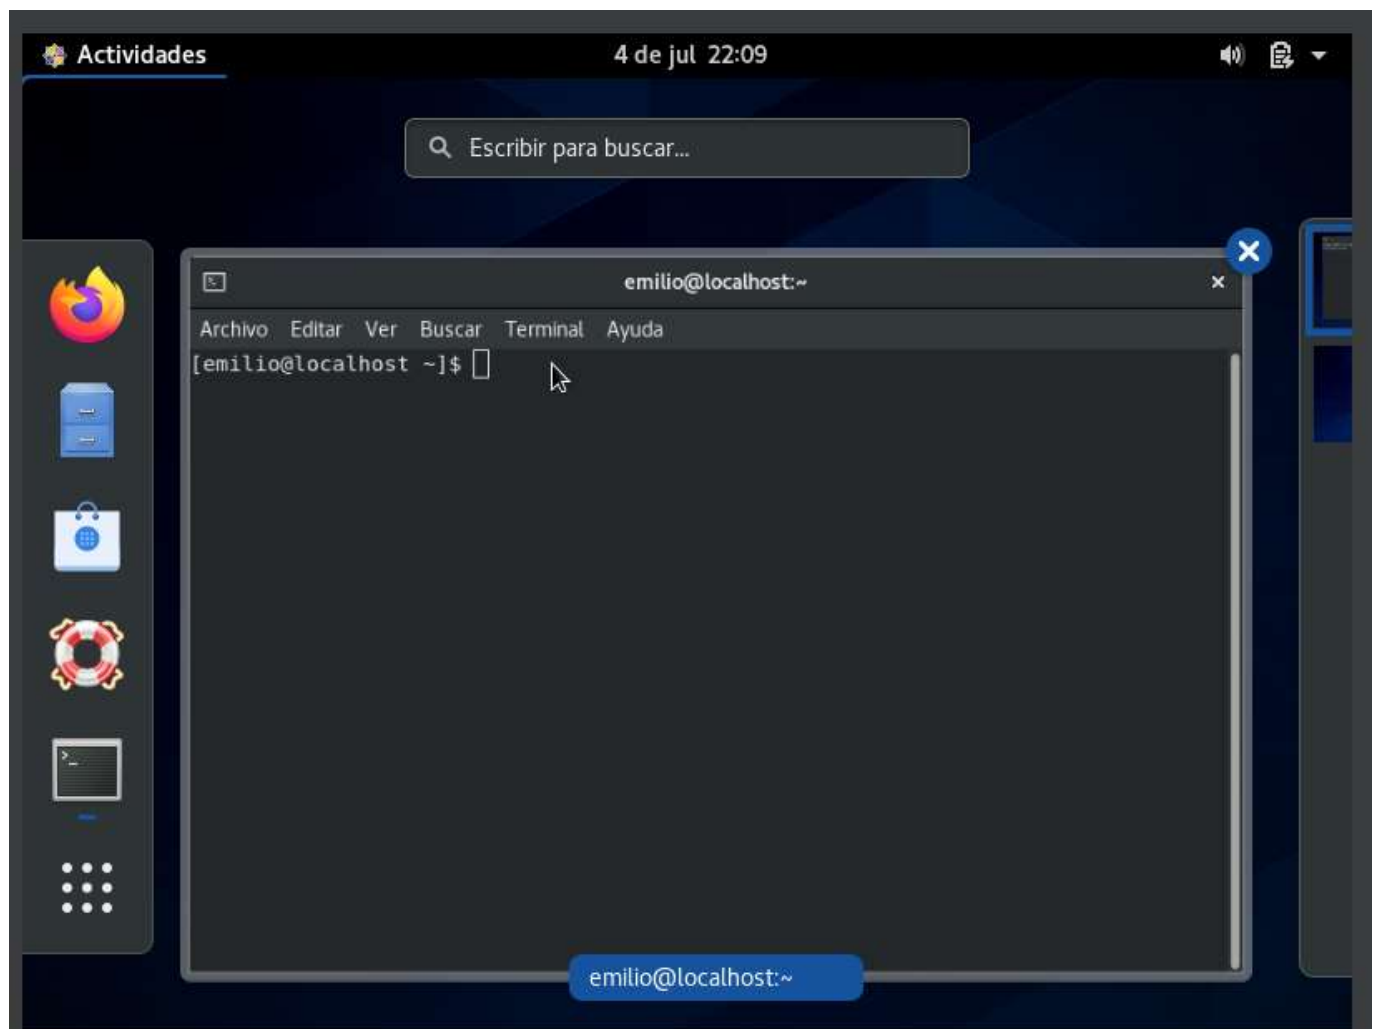 Actividades
4 de jul 22:09
Escribir para buscar...
emilio@localhost:~
Archivo Editar Ver Buscar Terminal Ayuda
[emilio@localhost ~]$
emilio@localhost:~